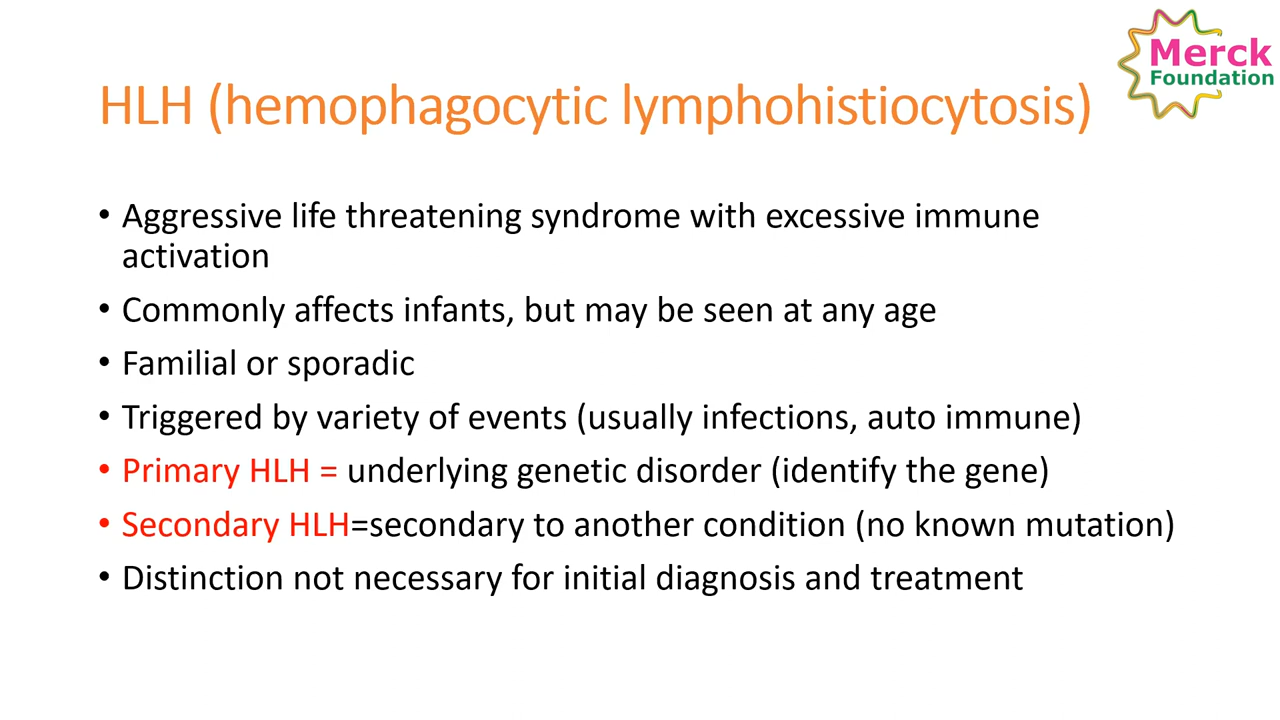 Merck
Foundation
HLH (hemophagocytic lymphohistiocytosis)
• Aggressive life threatening syndrome with excessive immune
activation
• Commonly affects infants, but may be seen at any age
• Familial or sporadic
• Triggered by variety of events (usually infections, auto immune)
• Primary HLH = underlying genetic disorder (identify the gene)
• Secondary HLH=secondary to another condition (no known mutation)
• Distinction not necessary for initial diagnosis and treatment